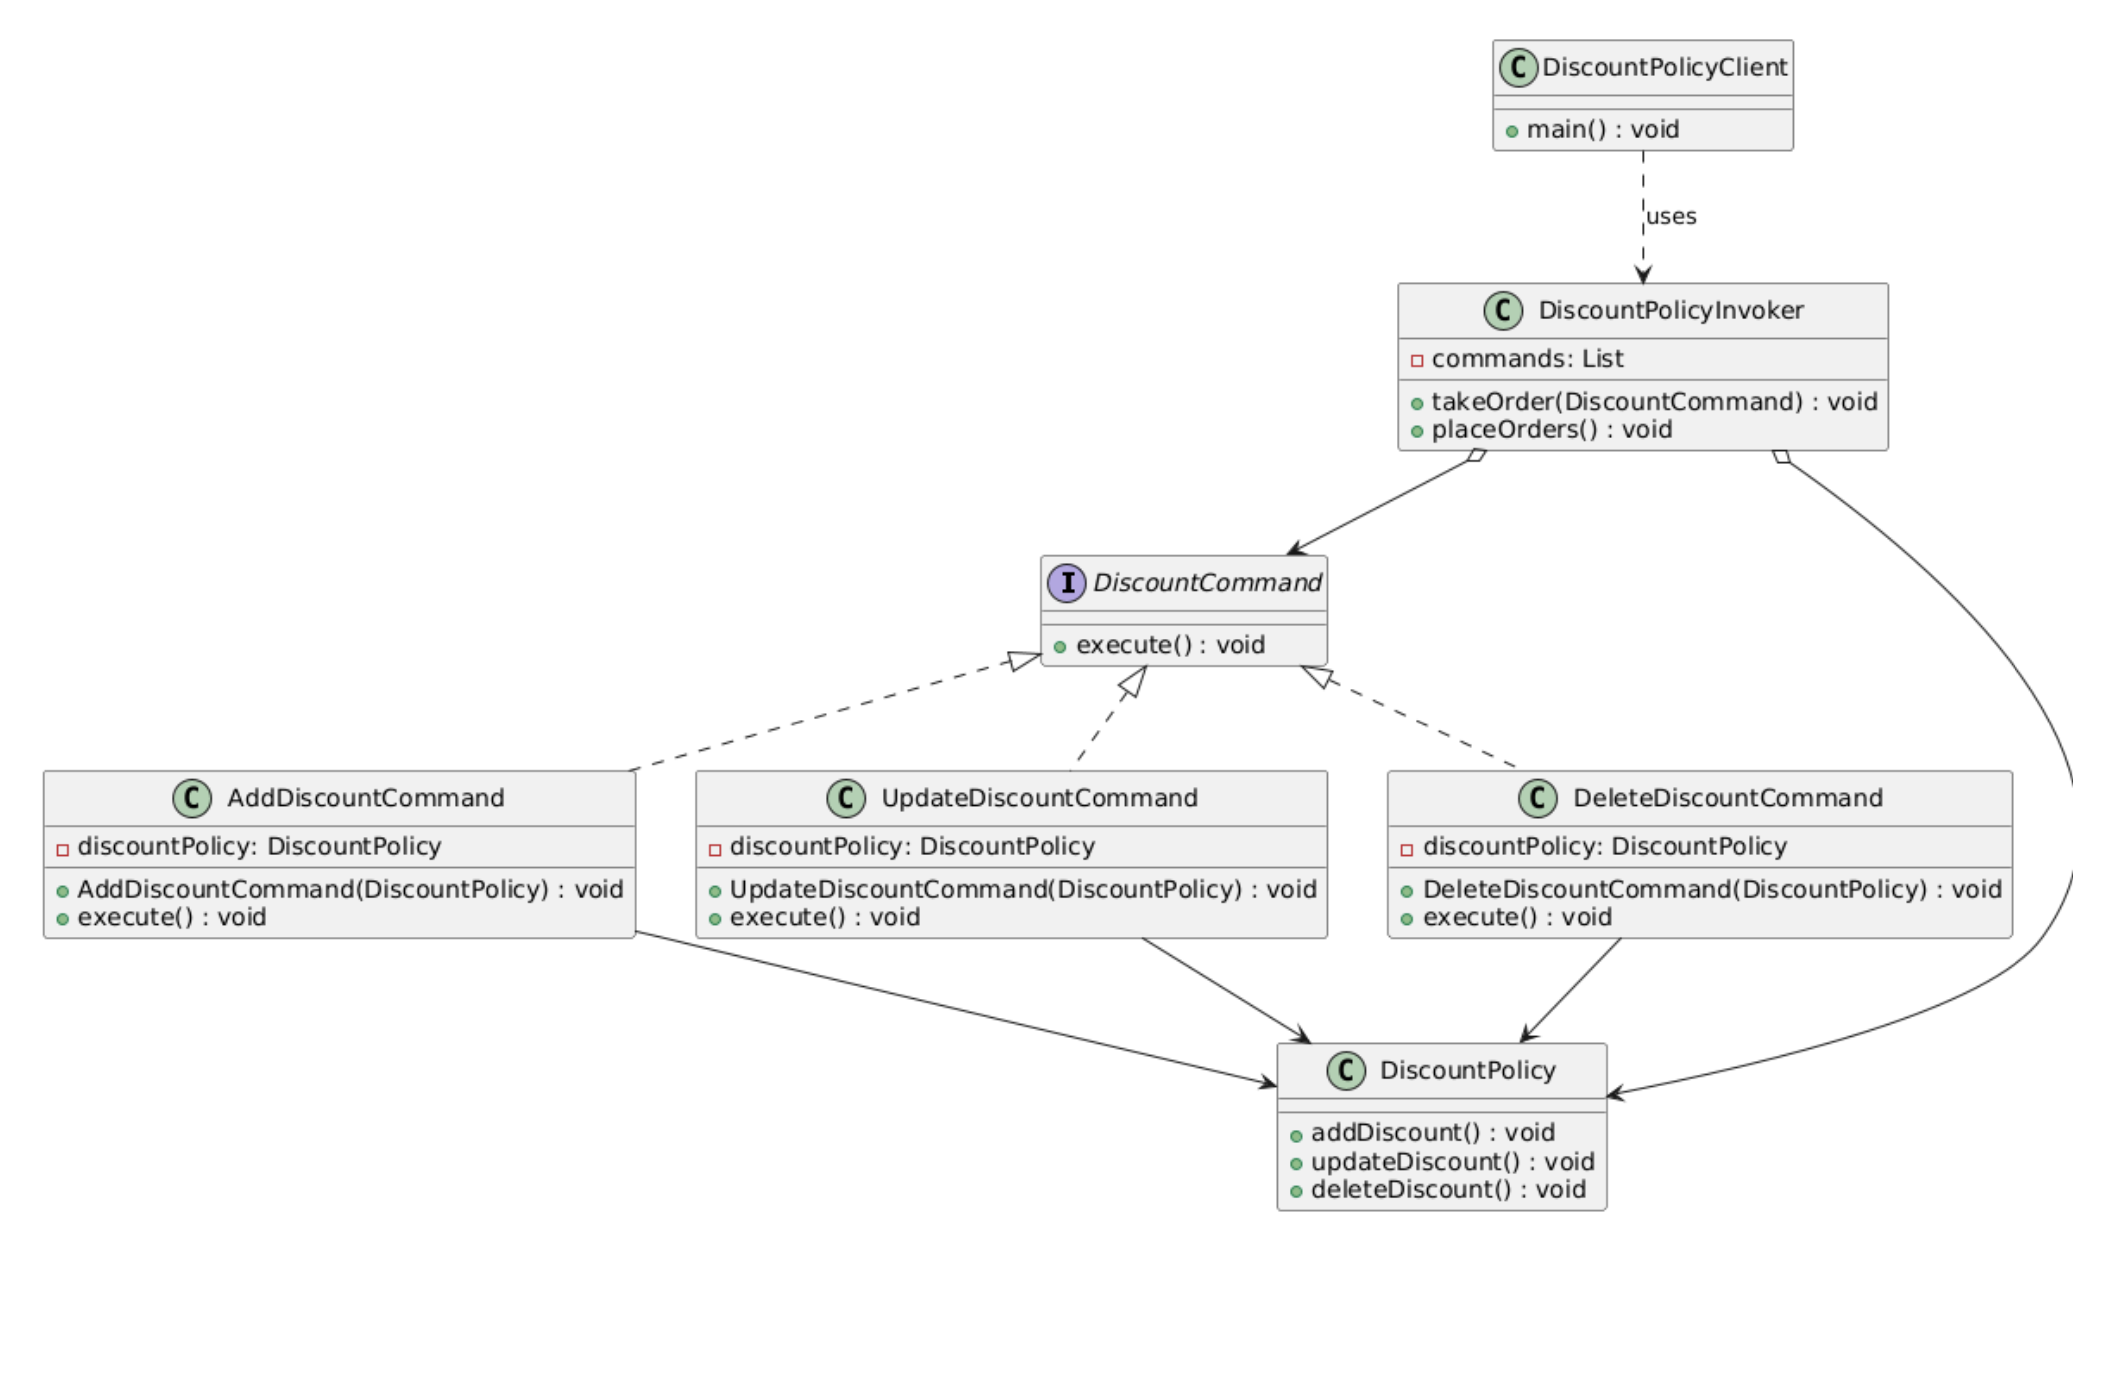 C DiscountPolicyClient
main() : void
uses
C DiscountPolicyInvoker
commands: List
takeOrder(DiscountCommand) : void
placeOrders() : void
I DiscountCommand
execute() : void
C AddDiscountCommand
discountPolicy: DiscountPolicy
AddDiscountCommand(DiscountPolicy) : void
execute() : void
C UpdateDiscountCommand
discountPolicy: DiscountPolicy
UpdateDiscountCommand(DiscountPolicy) : void
execute() : void
C DeleteDiscountCommand
discountPolicy: DiscountPolicy
DeleteDiscountCommand(DiscountPolicy) : void
execute() : void
C DiscountPolicy
addDiscount() : void
updateDiscount() : void
deleteDiscount() : void